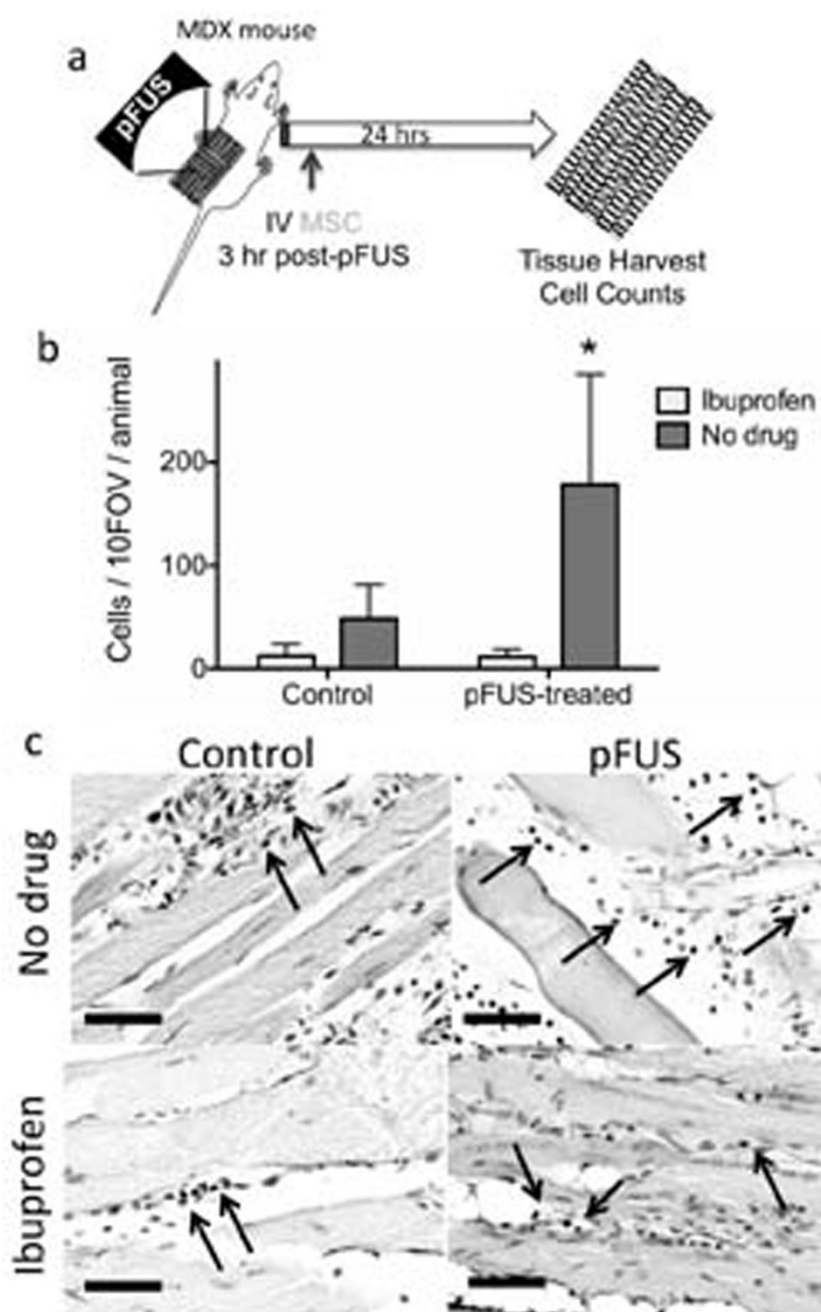 a
MDX mouse
pFUS
24 hrs
IV MSC
3 hr post-pFUS
Tissue Harvest
Cell Counts
b
Cells / 10FOV / animal
200
100
0
*
Ibuprofen
No drug
Control
pFUS-treated
c
Control
pFUS
No drug
Ibuprofen